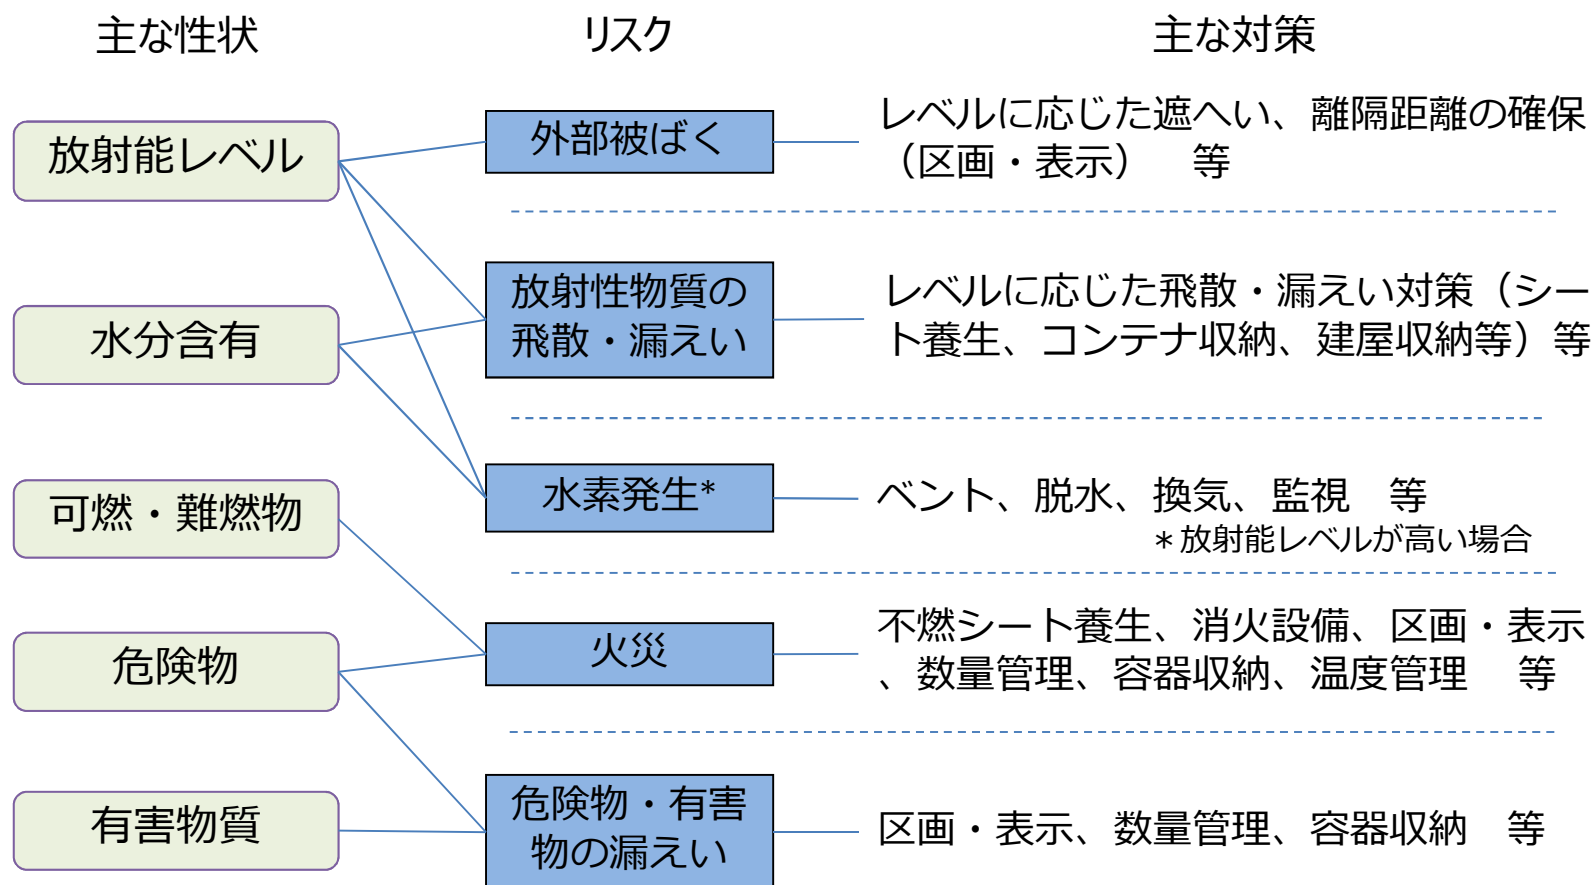 主な性状
リスク
主な対策
放射能レベル
外部被ばく
レベルに応じた遮へい、離隔距離の確保
（区画・表示）　等
水分含有
放射性物質の
飛散・漏えい
レベルに応じた飛散・漏えい対策（シー
ト養生、コンテナ収納、建屋収納等）等
可燃・難燃物
水素発生*
ベント、脱水、換気、監視　等
＊放射能レベルが高い場合
危険物
火災
不燃シート養生、消火設備、区画・表示
、数量管理、容器収納、温度管理　等
有害物質
危険物・有害
物の漏えい
区画・表示、数量管理、容器収納　等